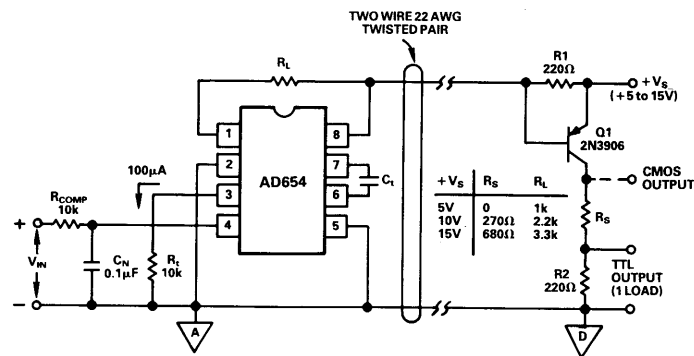 TWO WIRE 22 AWG
TWISTED PAIR
RL
R1
220Ω
+VS
(+5 to 15V)
1
8
Q1
2N3906
2
7
100μA
AD654
Ct
CMOS
OUTPUT
RCOMP
10k
3
6
+VS RS RL
5V 0 1k
10V 270Ω 2.2k
15V 680Ω 3.3k
RS
+
4
5
VIN
CN
0.1μF
Rt
10k
R2
220Ω
TTL
OUTPUT
(1 LOAD)
−
A
D